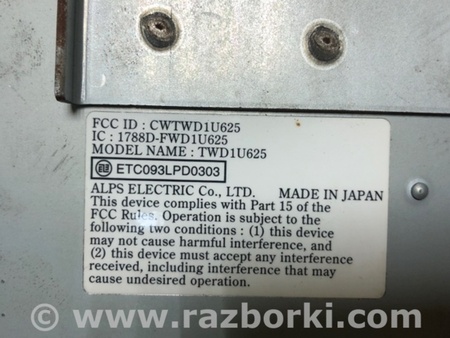 FCC ID : CWTWD1U625
IC : 1788D-FWD1U625
MODEL NAME : TWD1U625
ETC093LPD0303
ALPS ELECTRIC Co., LTD. MADE IN JAPAN
This device complies with Part 15 of the
FCC Rules. Operation is subject to the
following two conditions : (1) this device
may not cause harmful interference, and
(2) this device must accept any interference
received, including interference that may
cause undesired operation.
www.razborki.com